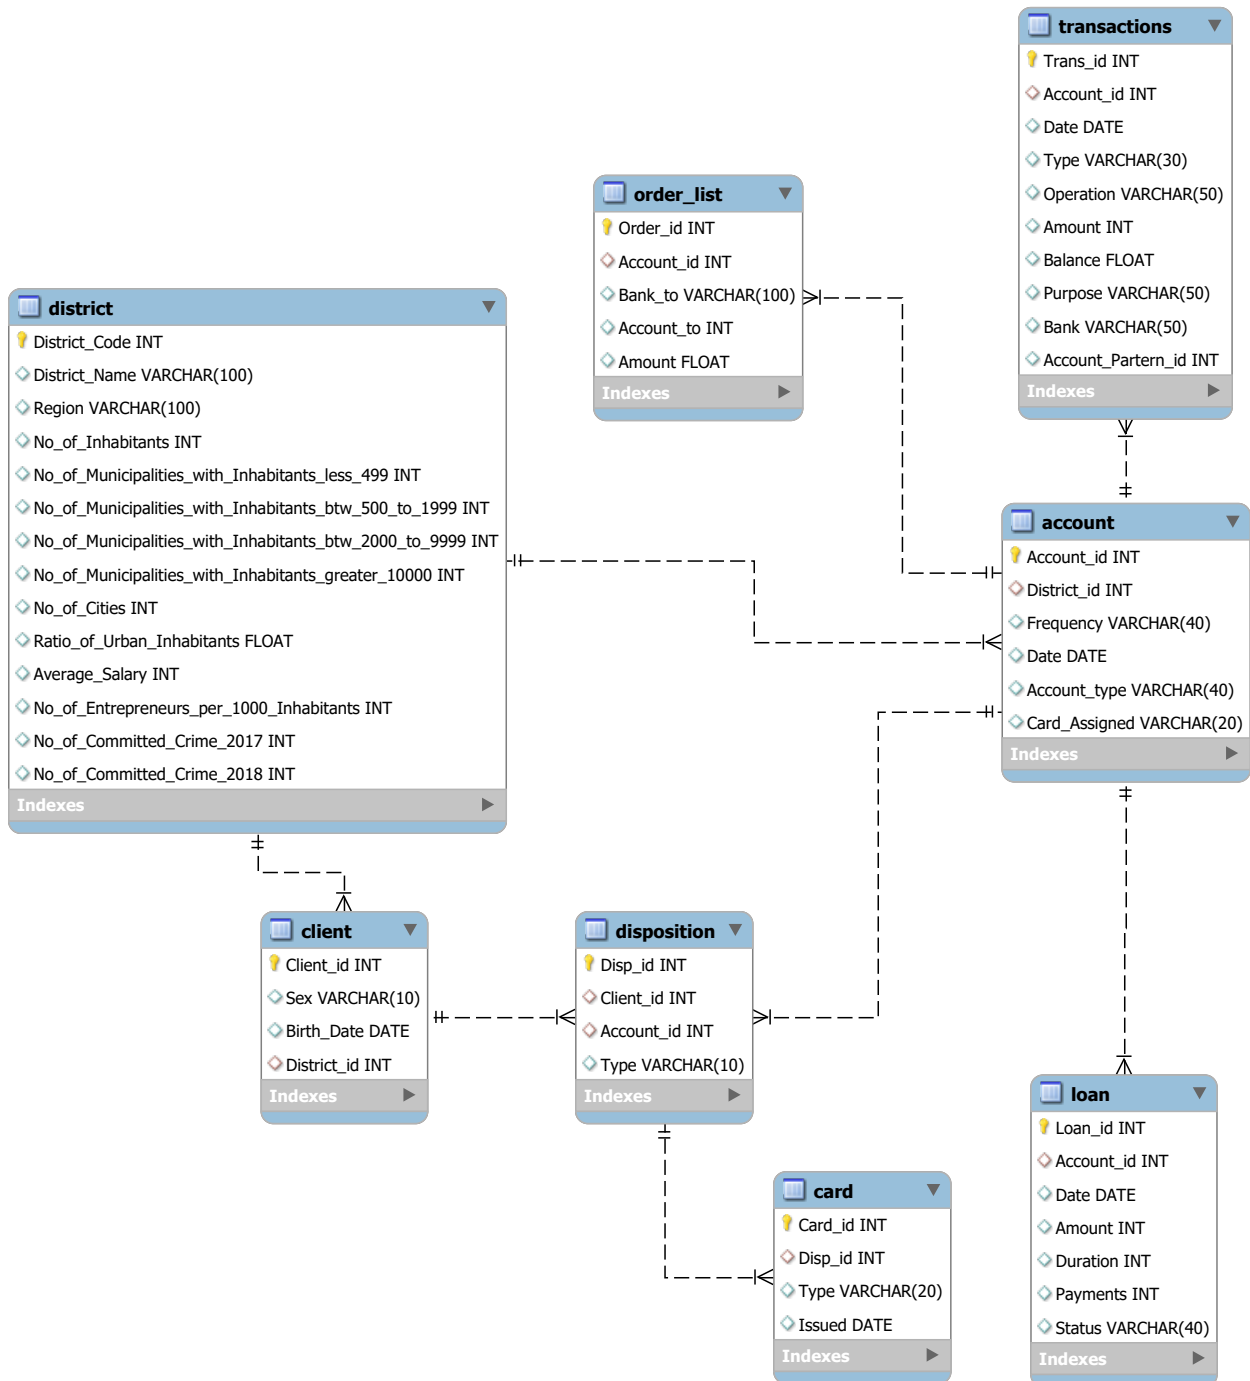 transactions
Trans_id INT
Account_id INT
Date DATE
Type VARCHAR(30)
Operation VARCHAR(50)
Amount INT
Balance FLOAT
Purpose VARCHAR(50)
Bank VARCHAR(50)
Account_Partern_id INT
Indexes
order_list
Order_id INT
Account_id INT
Bank_to VARCHAR(100)
Account_to INT
Amount FLOAT
Indexes
district
District_Code INT
District_Name VARCHAR(100)
Region VARCHAR(100)
No_of_Inhabitants INT
No_of_Municipalities_with_Inhabitants_less_499 INT
No_of_Municipalities_with_Inhabitants_btw_500_to_1999 INT
No_of_Municipalities_with_Inhabitants_btw_2000_to_9999 INT
No_of_Municipalities_with_Inhabitants_greater_10000 INT
No_of_Cities INT
Ratio_of_Urban_Inhabitants FLOAT
Average_Salary INT
No_of_Entrepreneurs_per_1000_Inhabitants INT
No_of_Committed_Crime_2017 INT
No_of_Committed_Crime_2018 INT
Indexes
account
Account_id INT
District_id INT
Frequency VARCHAR(40)
Date DATE
Account_type VARCHAR(40)
Card_Assigned VARCHAR(20)
Indexes
client
Client_id INT
Sex VARCHAR(10)
Birth_Date DATE
District_id INT
Indexes
disposition
Disp_id INT
Client_id INT
Account_id INT
Type VARCHAR(10)
Indexes
card
Card_id INT
Disp_id INT
Type VARCHAR(20)
Issued DATE
Indexes
loan
Loan_id INT
Account_id INT
Date DATE
Amount INT
Duration INT
Payments INT
Status VARCHAR(40)
Indexes